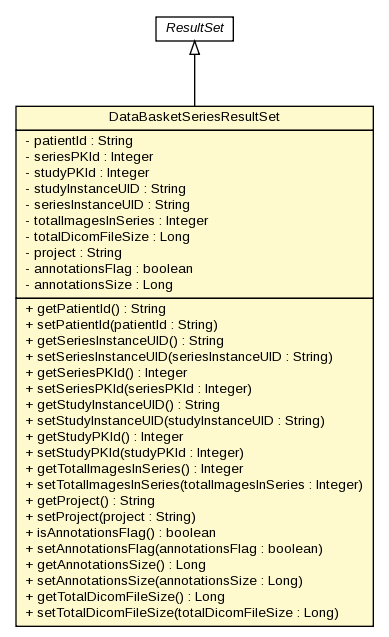 ResultSet
DataBasketSeriesResultSet
- patientId : String
- seriesPKId : Integer
- studyPKId : Integer
- studyInstanceUID : String
- seriesInstanceUID : String
- totalImagesInSeries : Integer
- totalDicomFileSize : Long
- project : String
- annotationsFlag : boolean
- annotationsSize : Long
+ getPatientId() : String
+ setPatientId(patientId : String)
+ getSeriesInstanceUID() : String
+ setSeriesInstanceUID(seriesInstanceUID : String)
+ getSeriesPKId() : Integer
+ setSeriesPKId(seriesPKId : Integer)
+ getStudyInstanceUID() : String
+ setStudyInstanceUID(studyInstanceUID : String)
+ getStudyPKId() : Integer
+ setStudyPKId(studyPKId : Integer)
+ getTotalImagesInSeries() : Integer
+ setTotalImagesInSeries(totalImagesInSeries : Integer)
+ getProject() : String
+ setProject(project : String)
+ isAnnotationsFlag() : boolean
+ setAnnotationsFlag(annotationsFlag : boolean)
+ getAnnotationsSize() : Long
+ setAnnotationsSize(annotationsSize : Long)
+ getTotalDicomFileSize() : Long
+ setTotalDicomFileSize(totalDicomFileSize : Long)